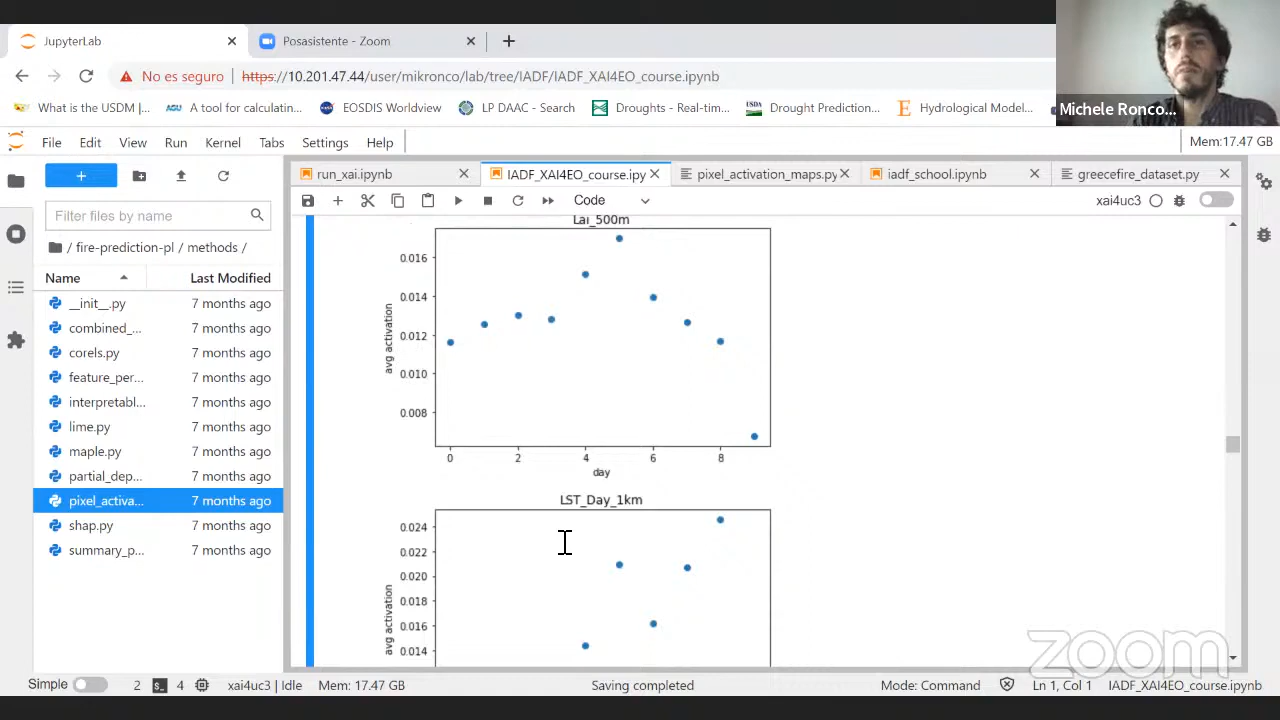 JupyterLab
Posasistente - Zoom
No es seguro
https://10.201.47.44/user/mikronco/lab/tree/IADF/IADF_XAI4EO_course.ipynb
What is the USDM |...
AGU
A tool for calculatin...
EOSDIS Worldview
LP DAAC - Search
Droughts - Real-tim...
USDA
Drought Prediction...
Hydrological Model...
Michele Ronco...
File Edit View Run Kernel Tabs Settings Help
Mem:17.47 GB
run_xai.ipynb
IADF_XAI4EO_course.ipy
pixel_activation_maps.py
iadf_school.ipynb
greecefire_dataset.py
Code
xai4uc3
Filter files by name
/ fire-prediction-pl / methods /
Name Last Modified
__init__.py 7 months ago
combined_... 7 months ago
corels.py 7 months ago
feature_per... 7 months ago
interpretabl... 7 months ago
lime.py 7 months ago
maple.py 7 months ago
partial_dep... 7 months ago
pixel_activa... 7 months ago
shap.py 7 months ago
summary_p... 7 months ago
Lai_500m
0.016
0.014
0.012
0.010
0.008
avg activation
0 2 4 6 8
day
LST_Day_1km
0.024
0.022
0.020
0.018
0.016
0.014
avg activation
zoom
Simple 2 4 xai4uc3 | Idle Mem: 17.47 GB Saving completed Mode: Command Ln 1, Col 1 IADF_XAI4EO_course.ipynb